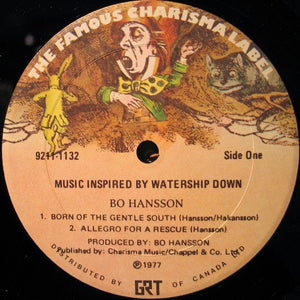 THE FAMOUS CHARISMA LABEL
9211-1132
Side One
MUSIC INSPIRED BY WATERSHIP DOWN
BO HANSSON
1. BORN OF THE GENTLE SOUTH (Hansson/Hakansson)
2. ALLEGRO FOR A RESCUE (Hansson)
PRODUCED BY: BO HANSSON
Published by: Charisma Music/Chappel & Co. Ltd
℗1977
DISTRIBUTED BY GRT OF CANADA LTD